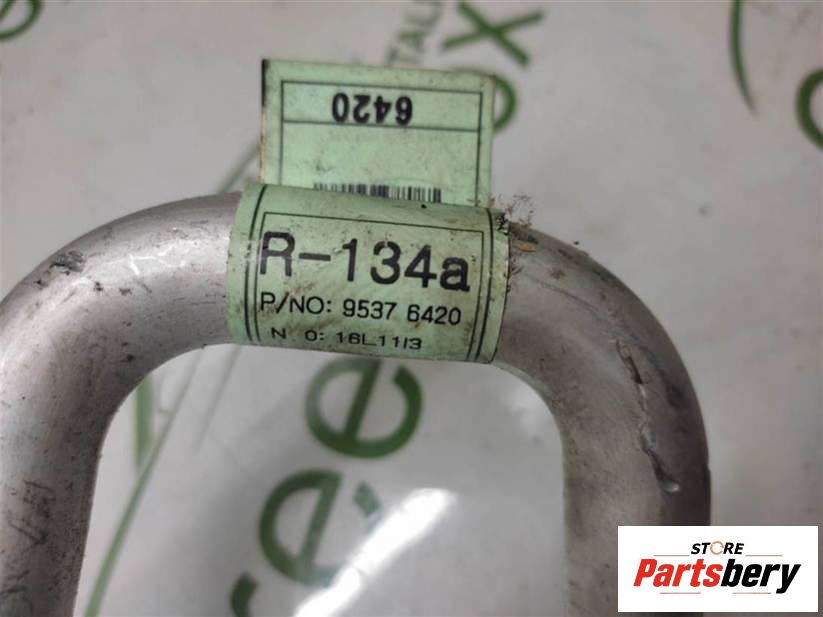 6420
R-134a
P/NO: 9537 6420
N 0: 16L11I3
STORE
Partsbery